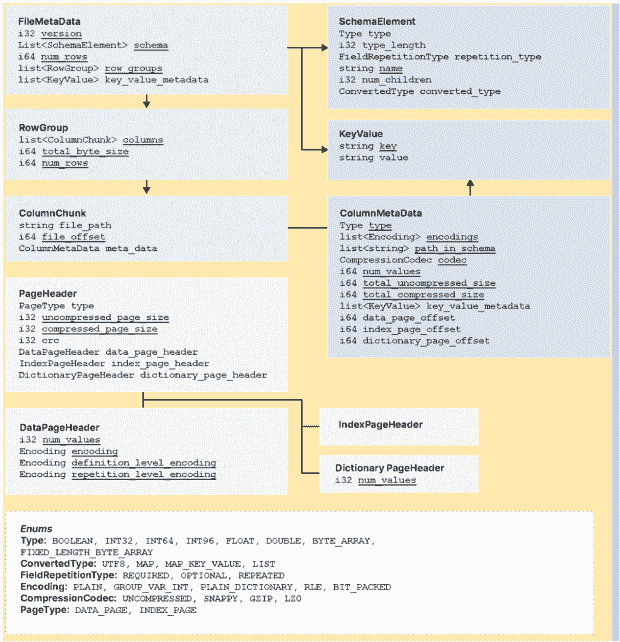 FileMetaData
i32 version
List<SchemaElement> schema
i64 num_rows
list<RowGroup> row_groups
list<KeyValue> key_value_metadata
SchemaElement
Type type
i32 type_length
FieldRepetitionType repetition_type
string name
i32 num_children
ConvertedType converted_type
RowGroup
list<ColumnChunk> columns
i64 total_byte_size
i64 num_rows
KeyValue
string key
string value
ColumnChunk
string file_path
i64 file_offset
ColumnMetaData meta_data
ColumnMetaData
Type type
list<Encoding> encodings
list<string> path_in_schema
CompressionCodec codec
i64 num_values
i64 total_uncompressed_size
i64 total_compressed_size
list<KeyValue> key_value_metadata
i64 data_page_offset
i64 index_page_offset
i64 dictionary_page_offset
PageHeader
PageType type
i32 uncompressed_page_size
i32 compressed_page_size
i32 crc
DataPageHeader data_page_header
IndexPageHeader index_page_header
DictionaryPageHeader dictionary_page_header
DataPageHeader
i32 num_values
Encoding encoding
Encoding definition_level_encoding
Encoding repetition_level_encoding
IndexPageHeader
Dictionary PageHeader
i32 num_values
Enums
Type: BOOLEAN, INT32, INT64, INT96, FLOAT, DOUBLE, BYTE_ARRAY,
FIXED_LENGTH_BYTE_ARRAY
ConvertedType: UTF8, MAP, MAP_KEY_VALUE, LIST
FieldRepetitionType: REQUIRED, OPTIONAL, REPEATED
Encoding: PLAIN, GROUP_VAR_INT, PLAIN_DICTIONARY, RLE, BIT_PACKED
CompressionCodec: UNCOMPRESSED, SNAPPY, GZIP, LZO
PageType: DATA_PAGE, INDEX_PAGE